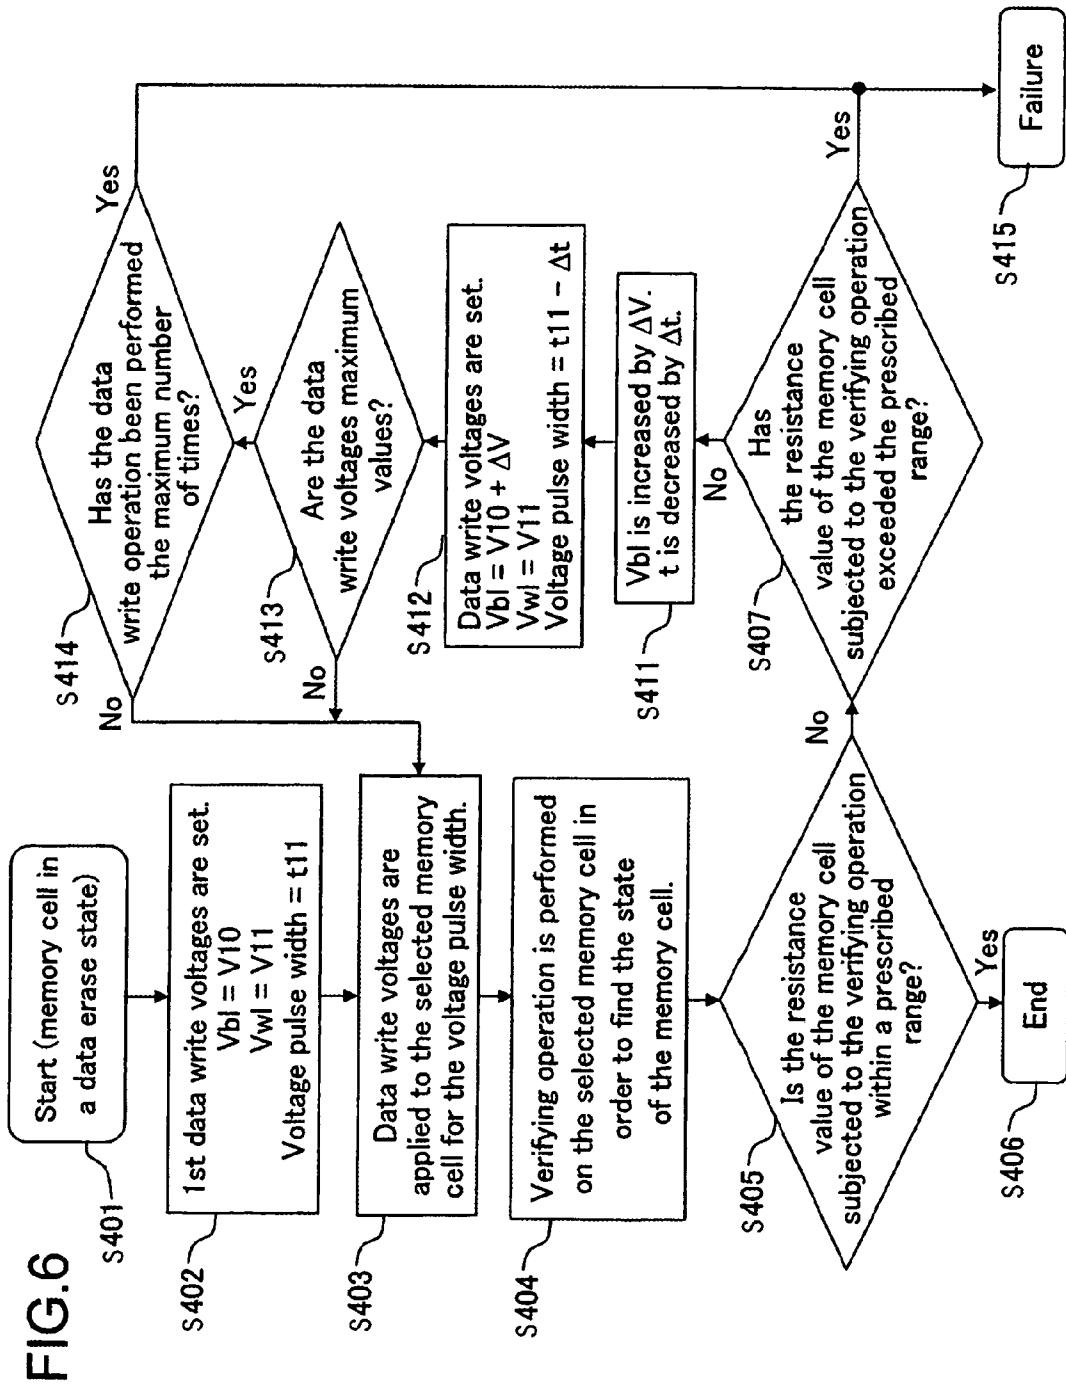 FIG.6
S401
Start (memory cell in
a data erase state)
S402
1st data write voltages are set.
Vbl = V10
Vwl = V11
Voltage pulse width = t11
S403
Data write voltages are
applied to the selected memory
cell for the voltage pulse width.
S404
Verifying operation is performed
on the selected memory cell in
order to find the state
of the memory cell.
S405
Is the resistance
value of the memory cell
subjected to the verifying operation
within a prescribed
range?
Yes
No
S406
End
S407
Has
the resistance
value of the memory cell
subjected to the verifying operation
exceeded the prescribed
range?
No
Yes
S411
Vbl is increased by ΔV.
t is decreased by Δt.
S412
Data write voltages are set.
Vbl = V10 + ΔV
Vwl = V11
Voltage pulse width = t11 − Δt
S413
Are the data
write voltages maximum
values?
No
Yes
S414
Has the data
write operation been performed
the maximum number
of times?
No
Yes
S415
Failure